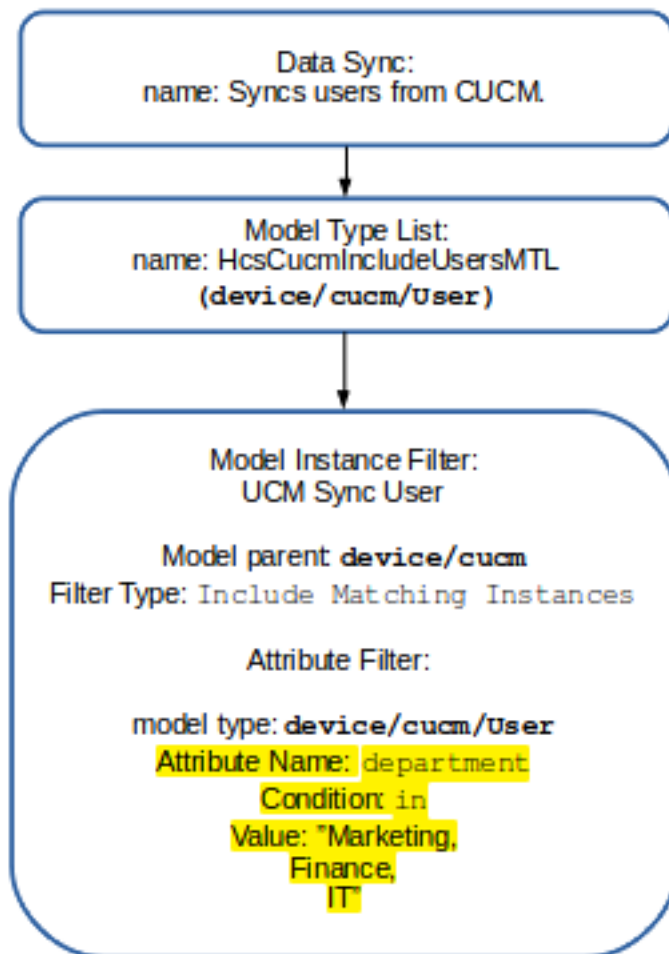 Data Sync:
name: Syncs users from CUCM.
Model Type List:
name: HcsCucmIncludeUsersMTL
(device/cucm/User)
Model Instance Filter:
UCM Sync User
Model parent: device/cucm
Filter Type: Include Matching Instances
Attribute Filter:
model type: device/cucm/User
Attribute Name: department
Condition: in
Value: ”Marketing,
Finance,
IT”